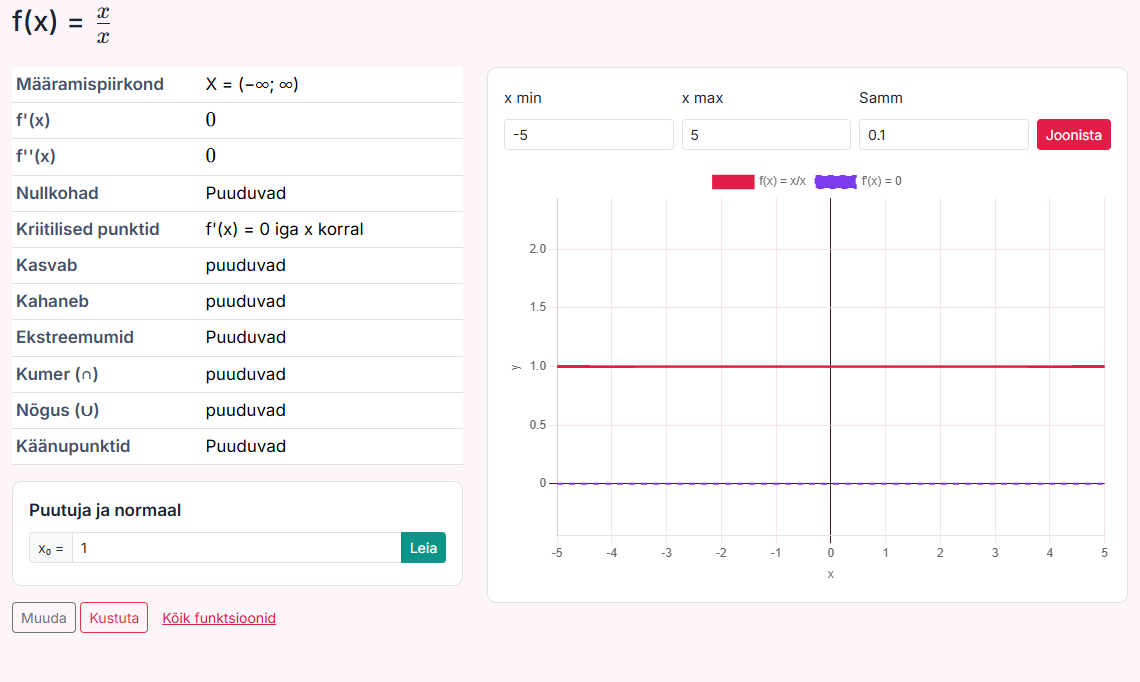 f(x) = x/x
Määramispiirkond X = (−∞; ∞)
f'(x) 0
f''(x) 0
Nullkohad Puuduvad
Kriitilised punktid f'(x) = 0 iga x korral
Kasvab puuduvad
Kahaneb puuduvad
Ekstreemumid Puuduvad
Kumer (∩) puuduvad
Nõgus (∪) puuduvad
Käänupunktid Puuduvad
Puutuja ja normaal
x₀ = 1 Leia
Muuda Kustuta Kõik funktsioonid
x min x max Samm
-5 5 0.1 Joonista
f(x) = x/x f'(x) = 0
2.0
1.5
y 1.0
0.5
0
-5 -4 -3 -2 -1 0 1 2 3 4 5
x